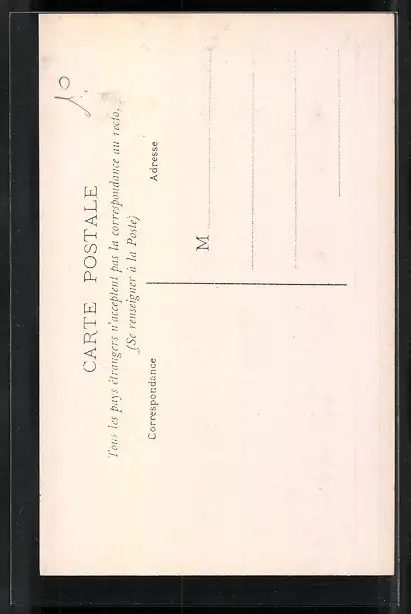 CARTE POSTALE
Tous les pays étrangers n'acceptent pas la correspondance au recto.
(Se renseigner à la Poste)
Correspondance
Adresse
M